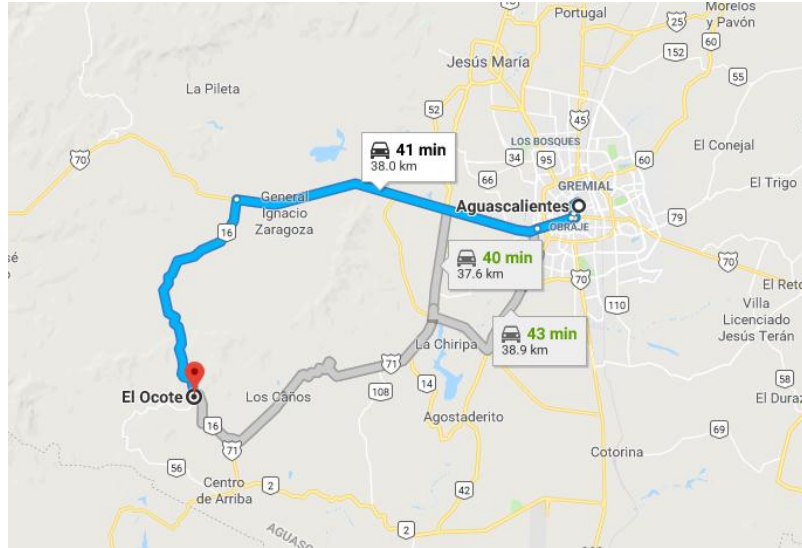 Portugal
Morelos
y Pavón
25
152
60
Jesús María
55
La Pileta
52
45
LOS BOSQUES
41 min
38.0 km
34
95
60
El Conejal
70
66
GREMIAL
El Trigo
General
Ignacio
Zaragoza
Aguascalientes
79
OBRAJE
16
40 min
37.6 km
70
70
El Reto
110
Villa
Licenciado
Jesús Terán
43 min
38.9 km
La Chiripa
71
58
El Ocote
Los Caños
108
14
El Duraz
Agostaderito
16
69
71
Cotorina
56
Centro
de Arriba
2
42
2
AGUASC